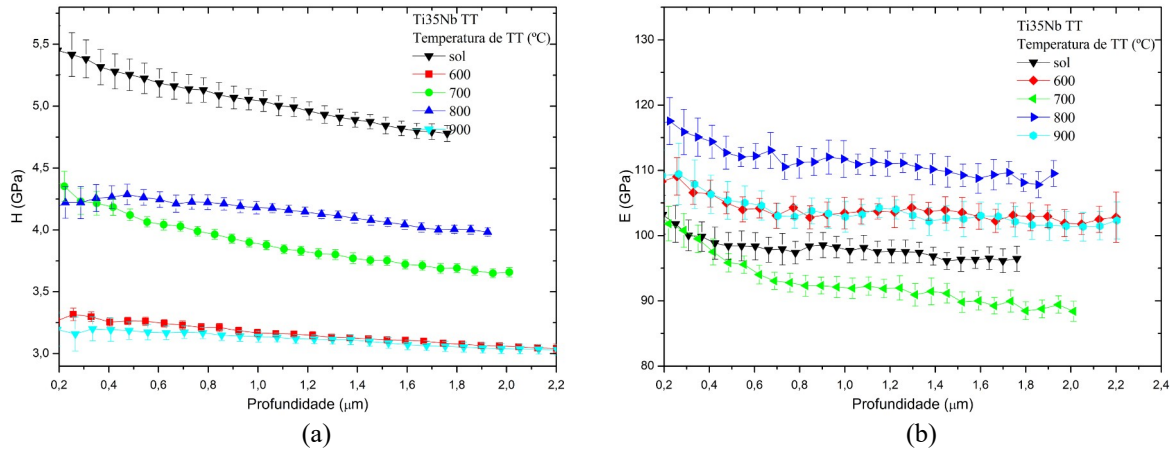 (a)
Ti35Nb TT
Temperatura de TT (ºC)
sol
600
700
800
900
H (GPa)
5,5
5,0
4,5
4,0
3,5
3,0
0,2 0,4 0,6 0,8 1,0 1,2 1,4 1,6 1,8 2,0 2,2
Profundidade (μm)
(a)
(b)
Ti35Nb TT
Temperatura de TT (ºC)
sol
600
700
800
900
E (GPa)
130
120
110
100
90
80
0,2 0,4 0,6 0,8 1,0 1,2 1,4 1,6 1,8 2,0 2,2 2,4
Profundidade (μm)
(b)